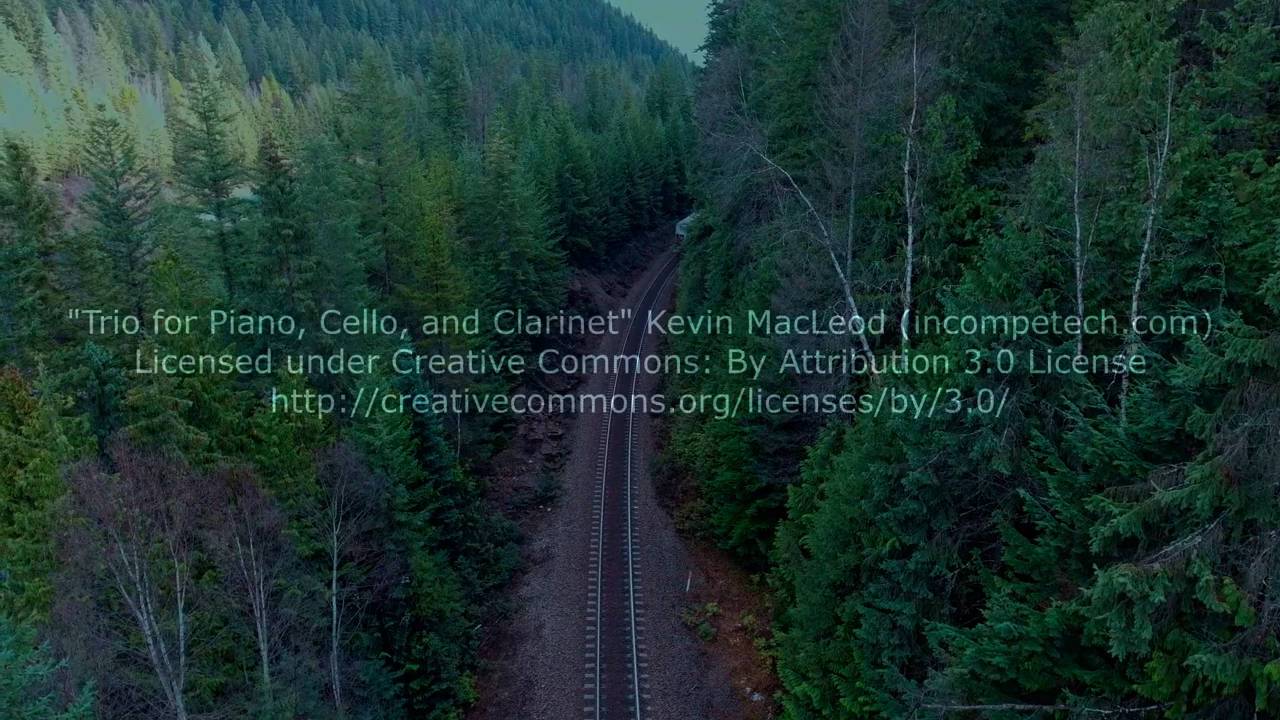 "Trio for Piano, Cello, and Clarinet" Kevin MacLeod (incompetech.com)
Licensed under Creative Commons: By Attribution 3.0 License
http://creativecommons.org/licenses/by/3.0/